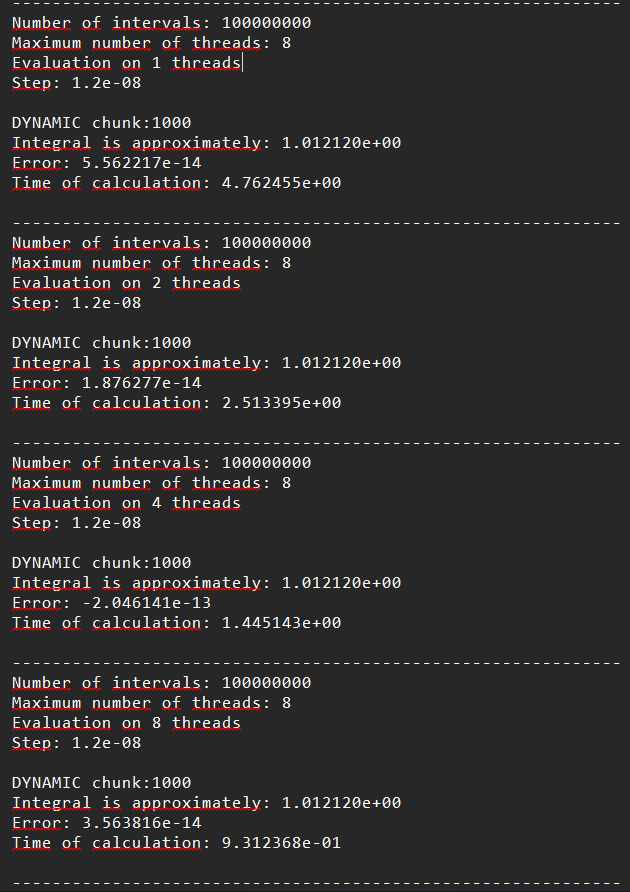 -------------------------------------------------------------
Number of intervals: 100000000
Maximum number of threads: 8
Evaluation on 1 threads
Step: 1.2e-08
DYNAMIC chunk:1000
Integral is approximately: 1.012120e+00
Error: 5.562217e-14
Time of calculation: 4.762455e+00
-------------------------------------------------------------
Number of intervals: 100000000
Maximum number of threads: 8
Evaluation on 2 threads
Step: 1.2e-08
DYNAMIC chunk:1000
Integral is approximately: 1.012120e+00
Error: 1.876277e-14
Time of calculation: 2.513395e+00
-------------------------------------------------------------
Number of intervals: 100000000
Maximum number of threads: 8
Evaluation on 4 threads
Step: 1.2e-08
DYNAMIC chunk:1000
Integral is approximately: 1.012120e+00
Error: -2.046141e-13
Time of calculation: 1.445143e+00
-------------------------------------------------------------
Number of intervals: 100000000
Maximum number of threads: 8
Evaluation on 8 threads
Step: 1.2e-08
DYNAMIC chunk:1000
Integral is approximately: 1.012120e+00
Error: 3.563816e-14
Time of calculation: 9.312368e-01
-------------------------------------------------------------